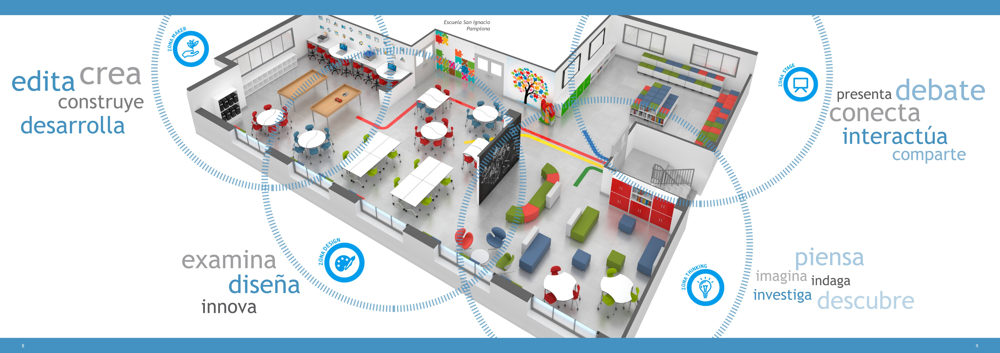 Escuela San Ignacio
Pamplona
ZONA MAKER
edita crea
construye
desarrolla
ZONA STAGE
presenta debate
conecta
interactúa
comparte
ZONA DESIGN
examina
diseña
innova
ZONA THINKING
piensa
imagina indaga
investiga descubre
8
9